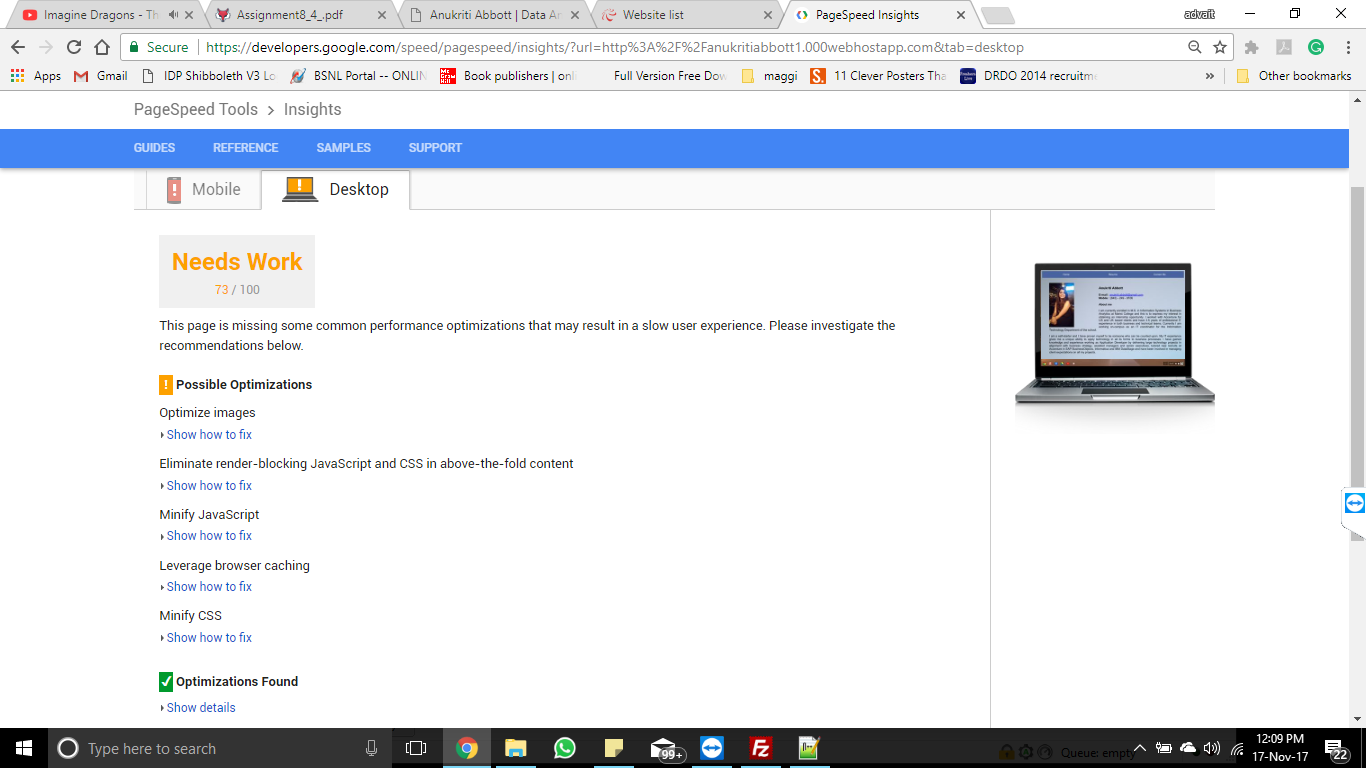 Imagine Dragons - Th
Assignment8_4_.pdf
Anukriti Abbott | Data An
Website list
PageSpeed Insights
advait
Secure
https://developers.google.com/speed/pagespeed/insights/?url=http%3A%2F%2Fanukritiabbott1.000webhostapp.com&tab=desktop
Apps
Gmail
IDP Shibboleth V3 Lo
BSNL Portal -- ONLIN
Book publishers | onl
Full Version Free Dow
maggi
11 Clever Posters Tha
DRDO 2014 recruitm
»
Other bookmarks
PageSpeed Tools > Insights
GUIDES REFERENCE SAMPLES SUPPORT
Mobile
Desktop
Needs Work
73 / 100
This page is missing some common performance optimizations that may result in a slow user experience. Please investigate the
recommendations below.
! Possible Optimizations
Optimize images
Show how to fix
Eliminate render-blocking JavaScript and CSS in above-the-fold content
Show how to fix
Minify JavaScript
Show how to fix
Leverage browser caching
Show how to fix
Minify CSS
Show how to fix
Optimizations Found
Show details
Type here to search
99+
Queue: empty
12:09 PM
17-Nov-17
22